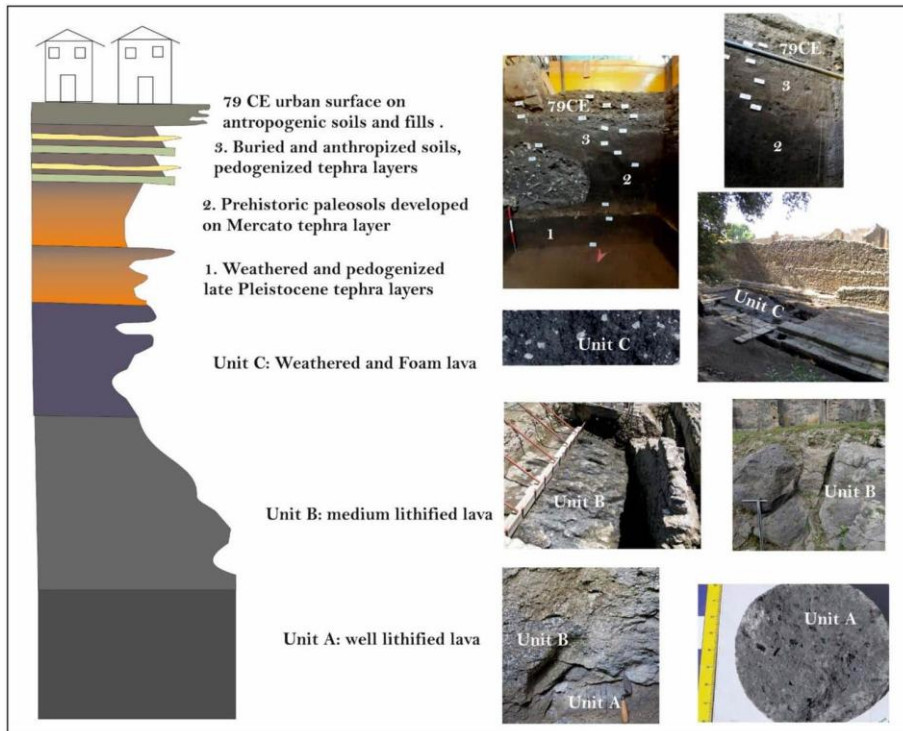 79 CE urban surface on
antropogenic soils and fills .
3. Buried and anthropized soils,
pedogenized tephra layers
2. Prehistoric paleosols developed
on Mercato tephra layer
1. Weathered and pedogenized
late Pleistocene tephra layers
Unit C: Weathered and Foam lava
Unit B: medium lithified lava
Unit A: well lithified lava
79CE
3
2
1
79CE
3
2
Unit C
Unit C
Unit B
Unit B
Unit B
Unit A
Unit A